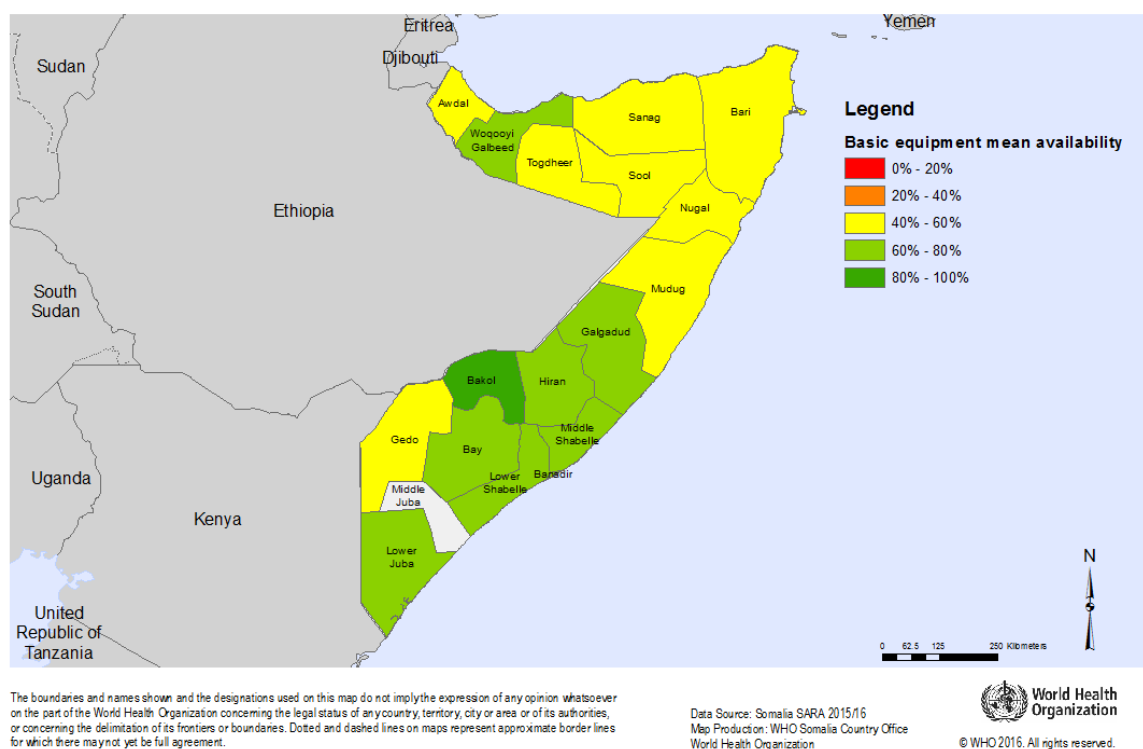 Eritrea
Yemen
Djibouti
Sudan
Awdal
Sanag
Bari
Woqooyi
Galbeed
Togdheer
Sool
Ethiopia
Nugal
South
Sudan
Mudug
Galgadud
Bakol
Hiran
Middle
Shabelle
Gedo
Bay
Uganda
Lower
Shabelle
Banadir
Middle
Juba
Kenya
Lower
Juba
United
Republic of
Tanzania
Legend
Basic equipment mean availability
0% - 20%
20% - 40%
40% - 60%
60% - 80%
80% - 100%
N
0 62.5 125 250 Kilometers
The boundaries and names shown and the designations used on this map do not imply the expression of any opinion whatsoever
on the part of the World Health Organization concerning the legal status of any country, territory, city or area or of its authorities,
or concerning the delimitation of its frontiers or boundaries. Dotted and dashed lines on maps represent approximate border lines
for which there may not yet be full agreement.
Data Source: Somalia SARA 2015/16
Map Production: WHO Somalia Country Office
World Health Organization
World Health
Organization
© WHO 2016. All rights reserved.